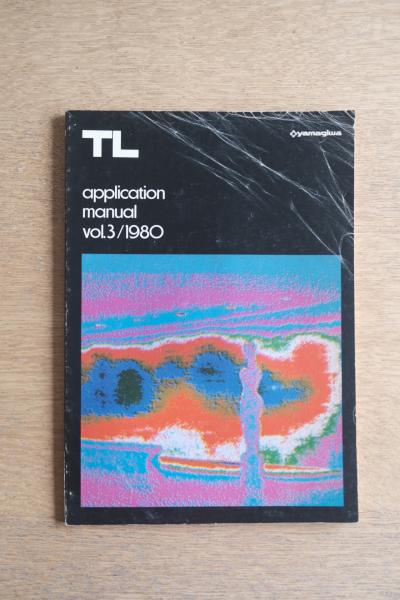 TL
yamagiwa
application
manual
vol.3/1980